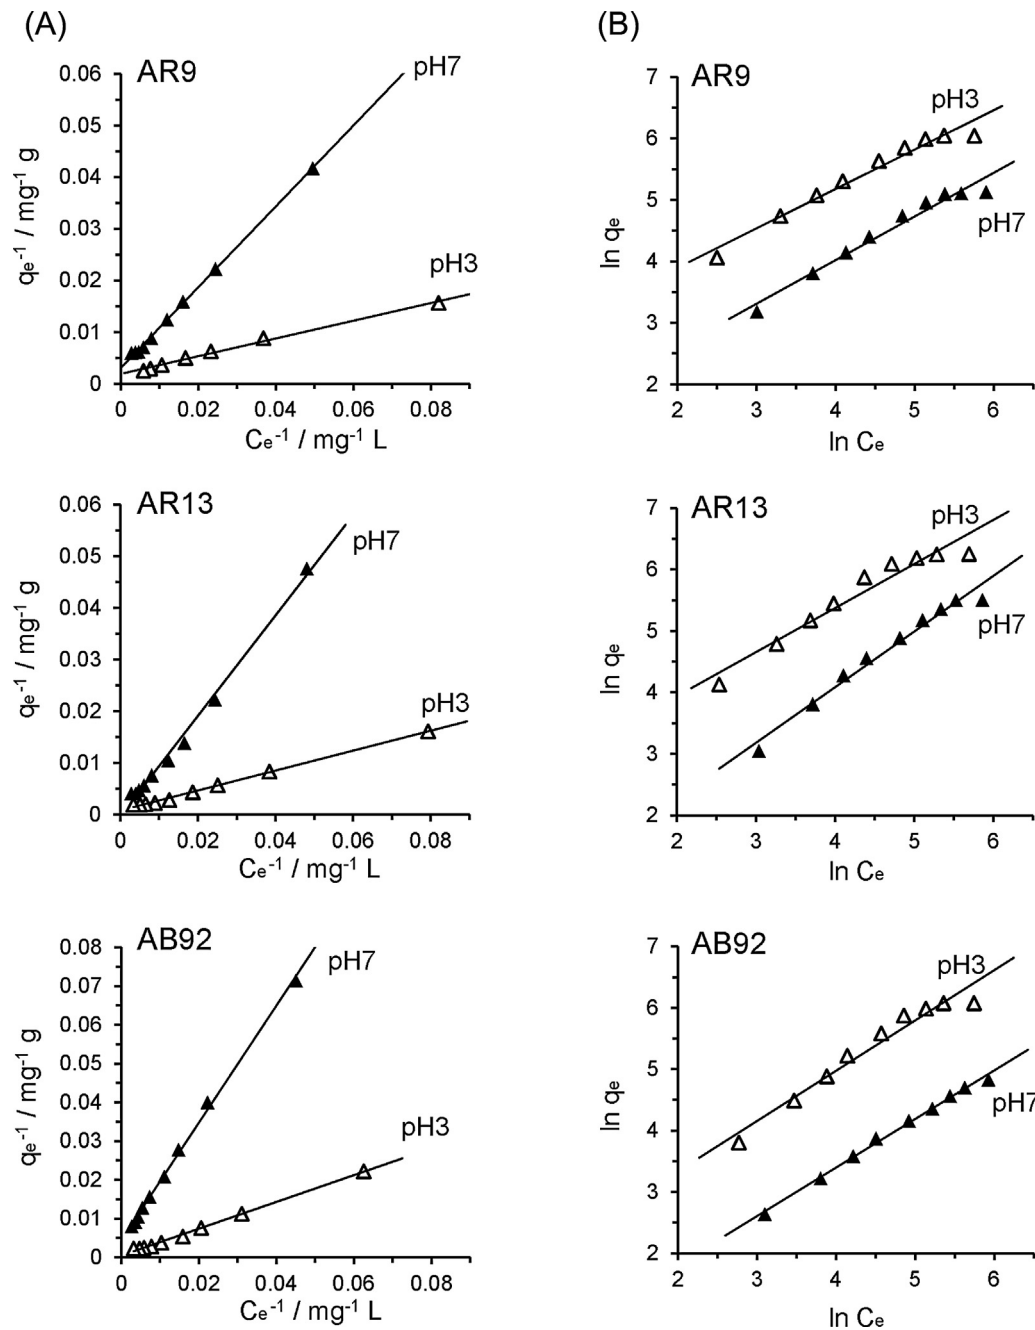 (A)
AR9
pH7
pH3
0.06
0.05
0.04
0.03
0.02
0.01
0
qe⁻¹ / mg⁻¹ g
0 0.02 0.04 0.06 0.08
Ce⁻¹ / mg⁻¹ L
AR13
pH7
pH3
0.06
0.05
0.04
0.03
0.02
0.01
0
qe⁻¹ / mg⁻¹ g
0 0.02 0.04 0.06 0.08
Ce⁻¹ / mg⁻¹ L
AB92
pH7
pH3
0.08
0.07
0.06
0.05
0.04
0.03
0.02
0.01
0
qe⁻¹ / mg⁻¹ g
0 0.02 0.04 0.06 0.08
Ce⁻¹ / mg⁻¹ L
(B)
AR9
pH3
pH7
7
6
5
4
3
2
ln qe
2 3 4 5 6
ln Ce
AR13
pH3
pH7
7
6
5
4
3
2
ln qe
2 3 4 5 6
ln Ce
AB92
pH3
pH7
7
6
5
4
3
2
ln qe
2 3 4 5 6
ln Ce